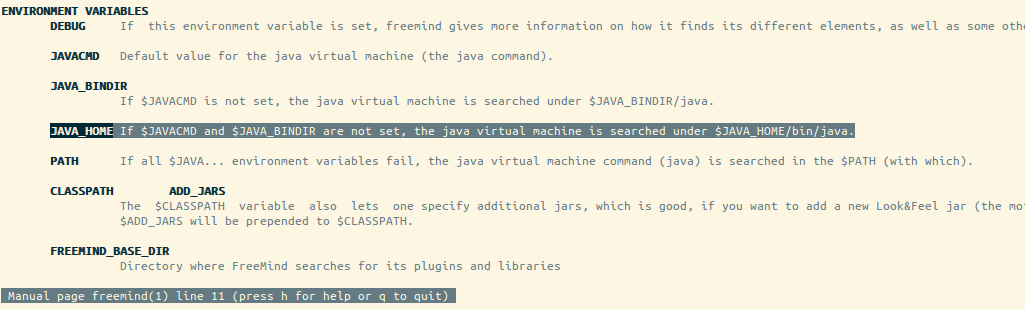 ENVIRONMENT VARIABLES
DEBUG If this environment variable is set, freemind gives more information on how it finds its different elements, as well as some
JAVACMD Default value for the java virtual machine (the java command).
JAVA_BINDIR
If $JAVACMD is not set, the java virtual machine is searched under $JAVA_BINDIR/java.
JAVA_HOME If $JAVACMD and $JAVA_BINDIR are not set, the java virtual machine is searched under $JAVA_HOME/bin/java.
PATH If all $JAVA... environment variables fail, the java virtual machine command (java) is searched in the $PATH (with which).
CLASSPATH ADD_JARS
The $CLASSPATH variable also lets one specify additional jars, which is good, if you want to add a new Look&Feel jar (the
$ADD_JARS will be prepended to $CLASSPATH.
FREEMIND_BASE_DIR
Directory where FreeMind searches for its plugins and libraries
Manual page freemind(1) line 11 (press h for help or q to quit)